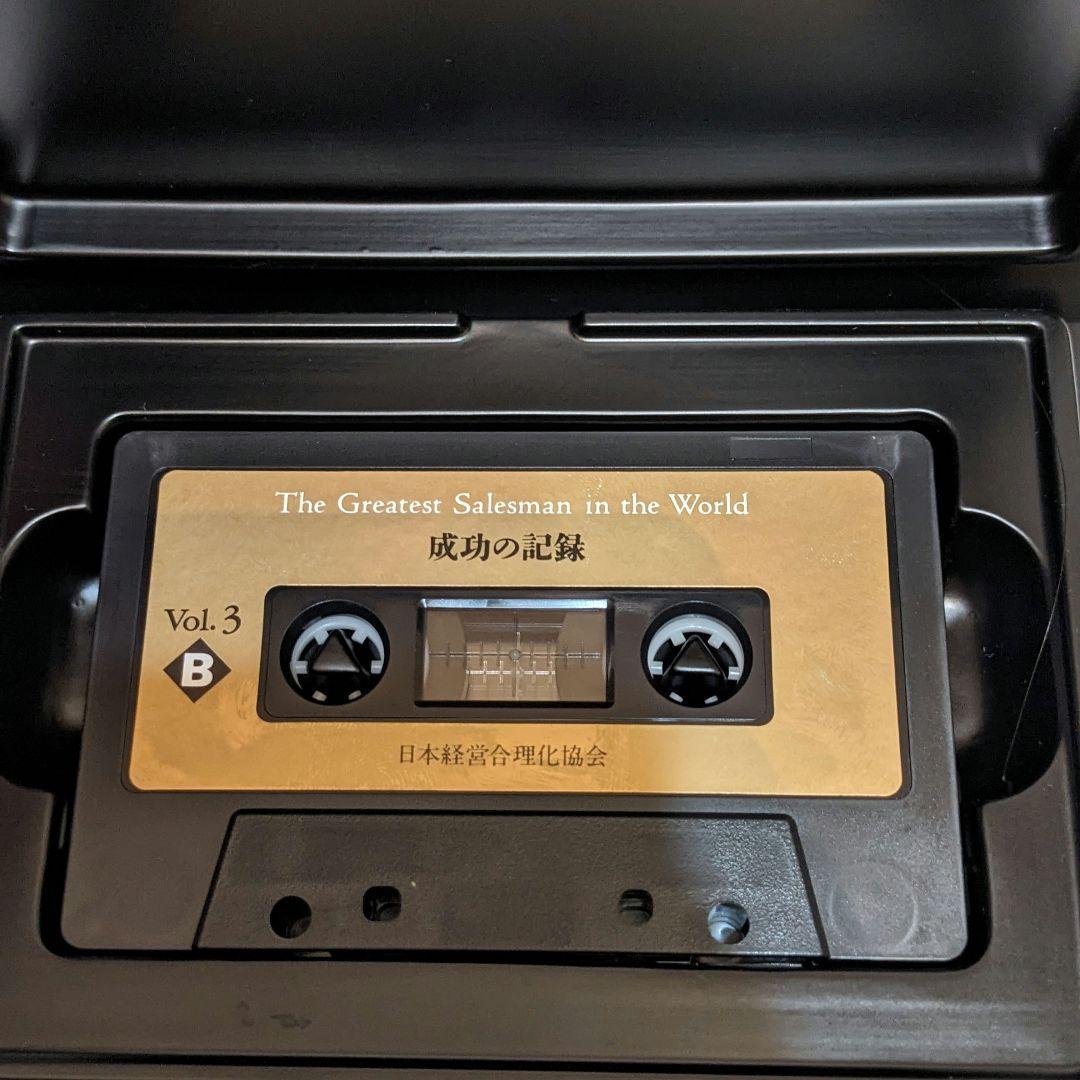 The Greatest Salesman in the World
成功の記録
Vol. 3
B
日本経営合理化協会